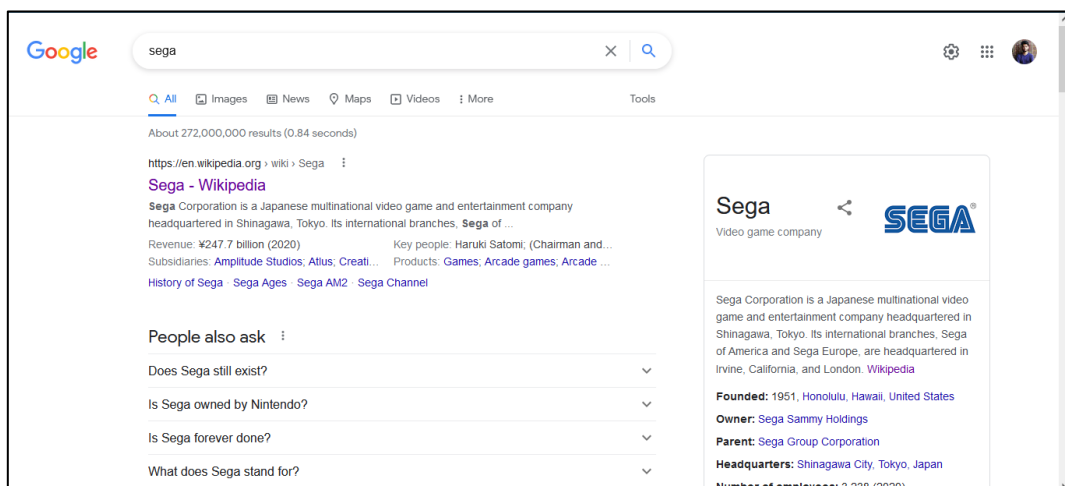 Google
sega
All Images News Maps Videos More Tools
About 272,000,000 results (0.84 seconds)
https://en.wikipedia.org › wiki › Sega
Sega - Wikipedia
Sega Corporation is a Japanese multinational video game and entertainment company
headquartered in Shinagawa, Tokyo. Its international branches, Sega of ...
Revenue: ¥247.7 billion (2020) Key people: Haruki Satomi; (Chairman and...
Subsidiaries: Amplitude Studios; Atlus; Creati... Products: Games; Arcade games; Arcade ...
History of Sega · Sega Ages · Sega AM2 · Sega Channel
People also ask
Does Sega still exist?
Is Sega owned by Nintendo?
Is Sega forever done?
What does Sega stand for?
Sega
Video game company
SEGA®
Sega Corporation is a Japanese multinational video
game and entertainment company headquartered in
Shinagawa, Tokyo. Its international branches, Sega
of America and Sega Europe, are headquartered in
Irvine, California, and London. Wikipedia
Founded: 1951, Honolulu, Hawaii, United States
Owner: Sega Sammy Holdings
Parent: Sega Group Corporation
Headquarters: Shinagawa City, Tokyo, Japan
Number of employees: 3,238 (2020)